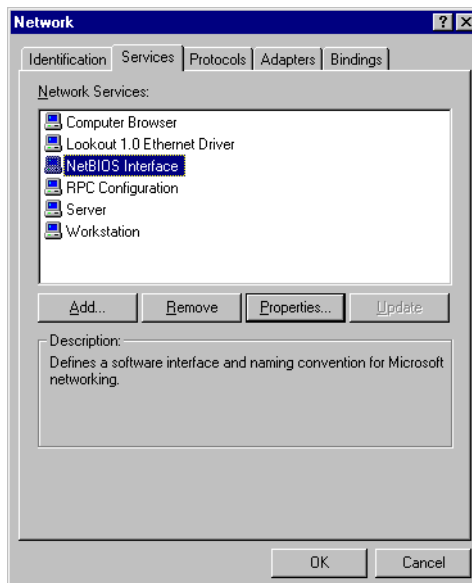 Network
Identification Services Protocols Adapters Bindings
Network Services:
Computer Browser
Lookout 1.0 Ethernet Driver
NetBIOS Interface
RPC Configuration
Server
Workstation
Add... Remove Properties... Update
Description:
Defines a software interface and naming convention for Microsoft
networking.
OK Cancel